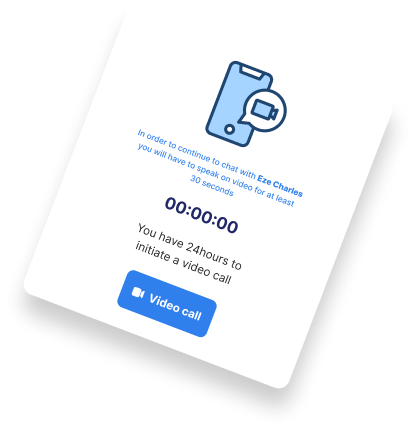 In order to continue to chat with Eze Charles
you will have to speak on video for at least
30 seconds
00:00:00
You have 24hours to
initiate a video call
Video call